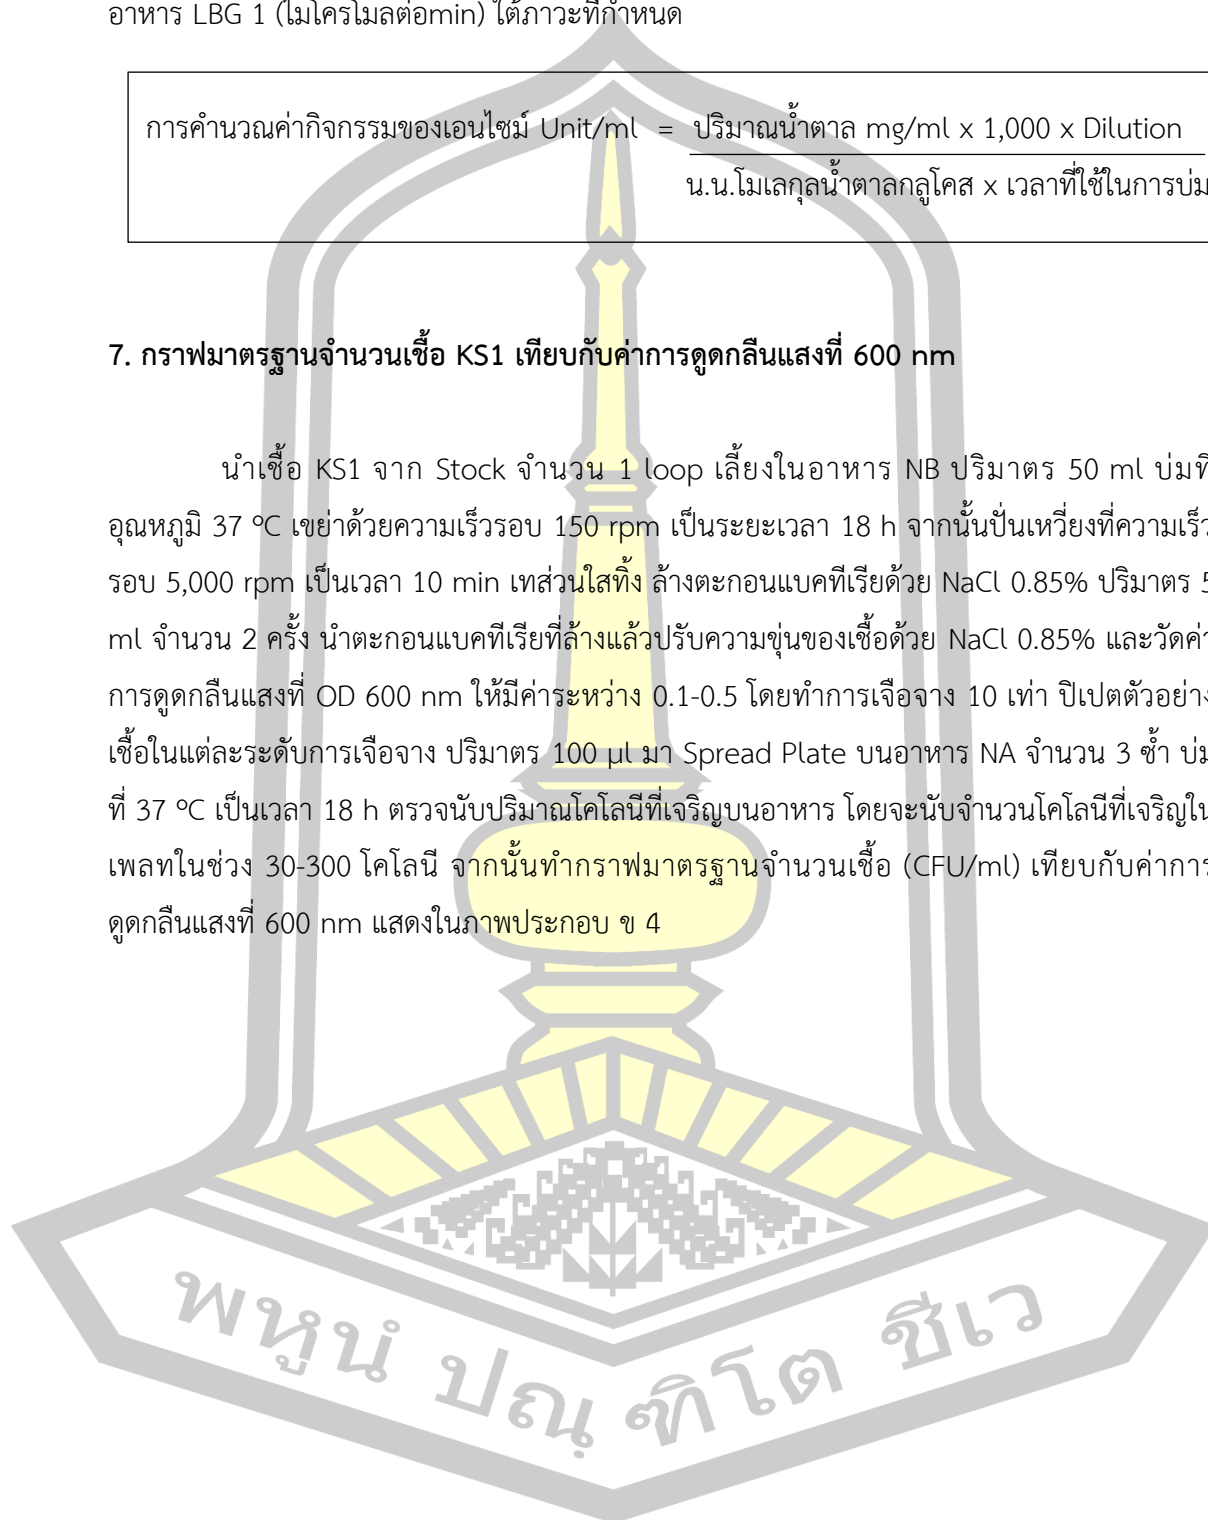 อาหาร LBG 1 (ไมโครโมลต่อmin) ใต้ภาวะที่กำหนด
การคำนวณค่ากิจกรรมของเอนไซม์ Unit/ml = ปริมาณน้ำตาล mg/ml x 1,000 x Dilution
น.น.โมเลกุลน้ำตาลกลูโคส x เวลาที่ใช้ในการบ่ม
7. กราฟมาตรฐานจำนวนเชื้อ KS1 เทียบกับค่าการดูดกลืนแสงที่ 600 nm
นำเชื้อ KS1 จาก Stock จำนวน 1 loop เลี้ยงในอาหาร NB ปริมาตร 50 ml บ่มที่
อุณหภูมิ 37 ºC เขย่าด้วยความเร็วรอบ 150 rpm เป็นระยะเวลา 18 h จากนั้นปั่นเหวี่ยงที่ความเร็ว
รอบ 5,000 rpm เป็นเวลา 10 min เทส่วนใสทิ้ง ล้างตะกอนแบคทีเรียด้วย NaCl 0.85% ปริมาตร 5
ml จำนวน 2 ครั้ง นำตะกอนแบคทีเรียที่ล้างแล้วปรับความขุ่นของเชื้อด้วย NaCl 0.85% และวัดค่า
การดูดกลืนแสงที่ OD 600 nm ให้มีค่าระหว่าง 0.1-0.5 โดยทำการเจือจาง 10 เท่า ปิเปตตัวอย่าง
เชื้อในแต่ละระดับการเจือจาง ปริมาตร 100 µl มา Spread Plate บนอาหาร NA จำนวน 3 ซ้ำ บ่ม
ที่ 37 ºC เป็นเวลา 18 h ตรวจนับปริมาณโคโลนีที่เจริญบนอาหาร โดยจะนับจำนวนโคโลนีที่เจริญใน
เพลทในช่วง 30-300 โคโลนี จากนั้นทำกราฟมาตรฐานจำนวนเชื้อ (CFU/ml) เทียบกับค่าการ
ดูดกลืนแสงที่ 600 nm แสดงในภาพประกอบ ข 4
พหูนํ ปณฺฑิโต ชีเว